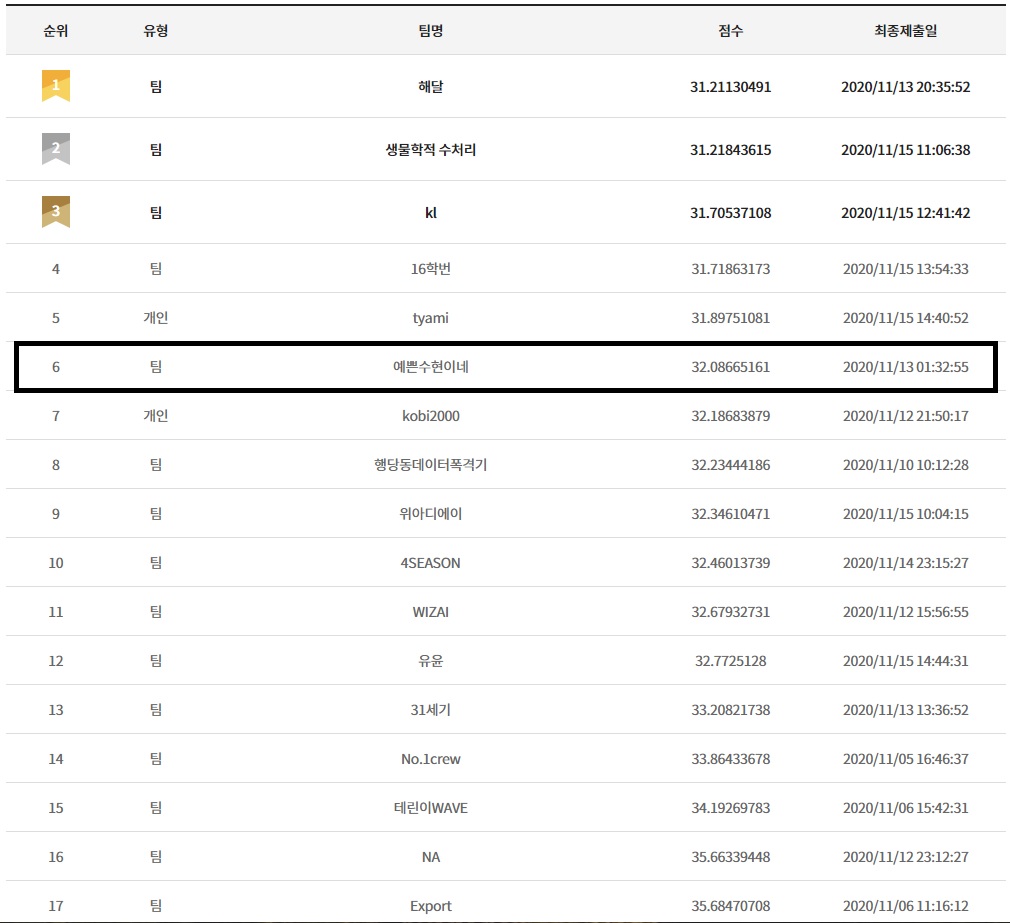 순위 유형 팀명 점수 최종제출일
1 팀 해달 31.21130491 2020/11/13 20:35:52
2 팀 생물학적 수처리 31.21843615 2020/11/15 11:06:38
3 팀 kl 31.70537108 2020/11/15 12:41:42
4 팀 16학번 31.71863173 2020/11/15 13:54:33
5 개인 tyami 31.89751081 2020/11/15 14:40:52
6 팀 예쁜수현이네 32.08665161 2020/11/13 01:32:55
7 개인 kobi2000 32.18683879 2020/11/12 21:50:17
8 팀 행당동데이터폭격기 32.23444186 2020/11/10 10:12:28
9 팀 위아디에이 32.34610471 2020/11/15 10:04:15
10 팀 4SEASON 32.46013739 2020/11/14 23:15:27
11 팀 WIZAI 32.67932731 2020/11/12 15:56:55
12 팀 유윤 32.7725128 2020/11/15 14:44:31
13 팀 31세기 33.20821738 2020/11/13 13:36:52
14 팀 No.1crew 33.86433678 2020/11/05 16:46:37
15 팀 테린이WAVE 34.19269783 2020/11/06 15:42:31
16 팀 NA 35.66339448 2020/11/12 23:12:27
17 팀 Export 35.68470708 2020/11/06 11:16:12